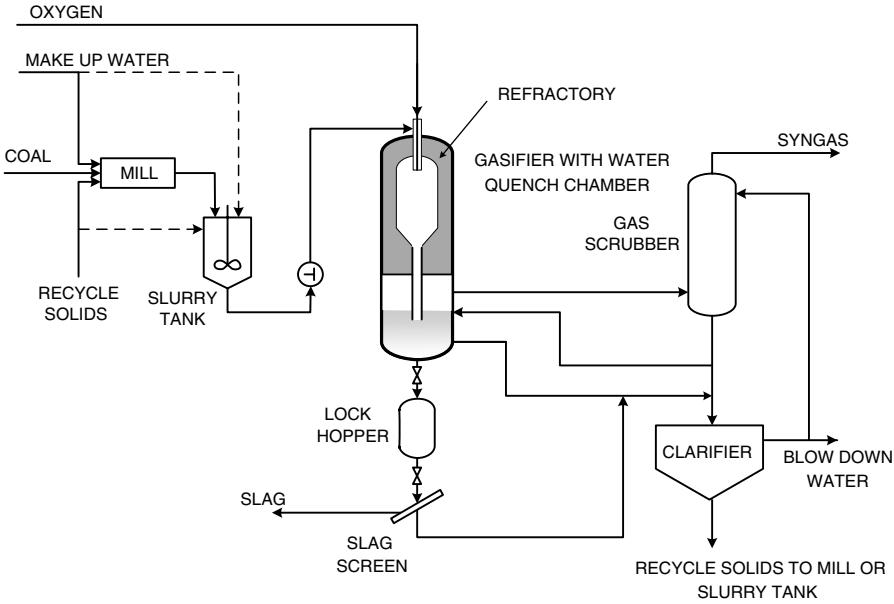 OXYGEN
MAKE UP WATER
REFRACTORY
COAL
MILL
GASIFIER WITH WATER
QUENCH CHAMBER
SYNGAS
GAS
SCRUBBER
RECYCLE
SOLIDS
SLURRY
TANK
LOCK
HOPPER
CLARIFIER
BLOW DOWN
WATER
SLAG
SLAG
SCREEN
RECYCLE SOLIDS TO MILL OR
SLURRY TANK